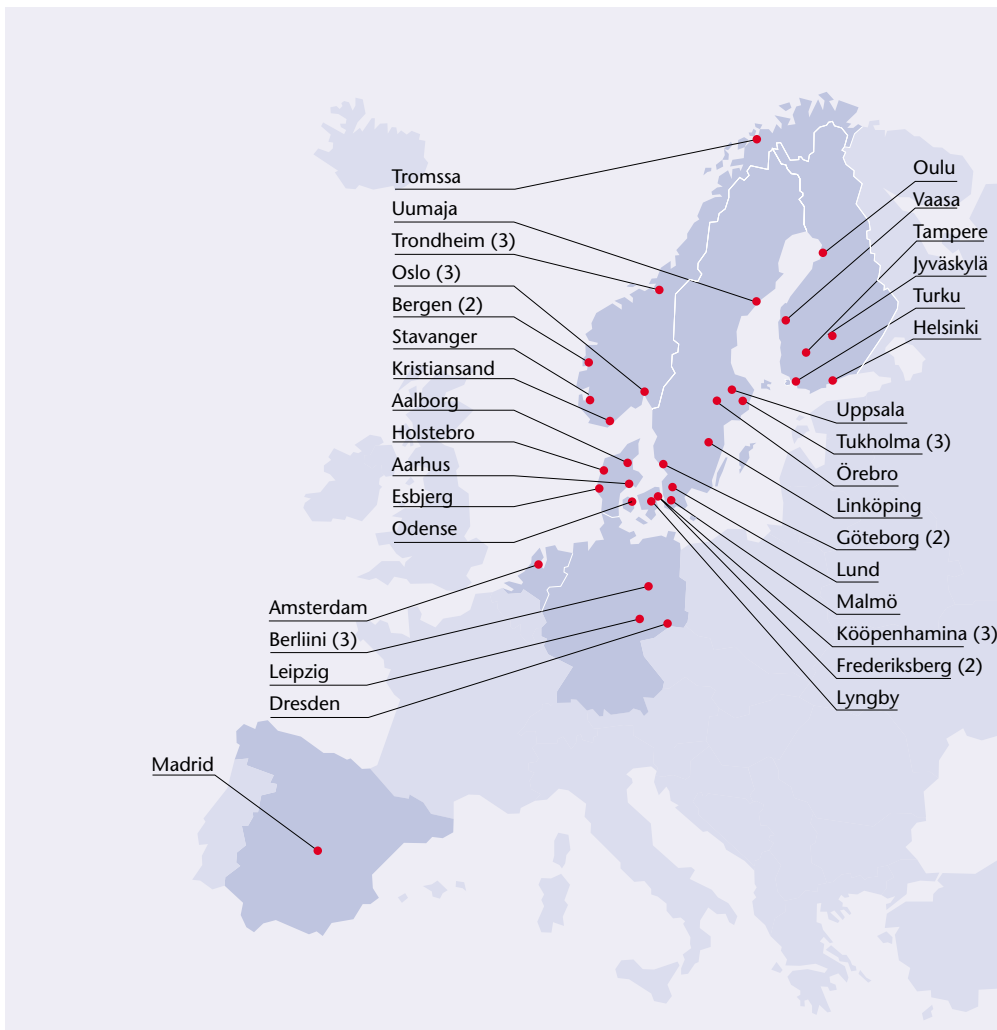 Tromssa
Uumaja
Trondheim (3)
Oslo (3)
Bergen (2)
Stavanger
Kristiansand
Aalborg
Holstebro
Aarhus
Esbjerg
Odense
Amsterdam
Berliini (3)
Leipzig
Dresden
Madrid
Oulu
Vaasa
Tampere
Jyväskylä
Turku
Helsinki
Uppsala
Tukholma (3)
Örebro
Linköping
Göteborg (2)
Lund
Malmö
Kööpenhamina (3)
Frederiksberg (2)
Lyngby